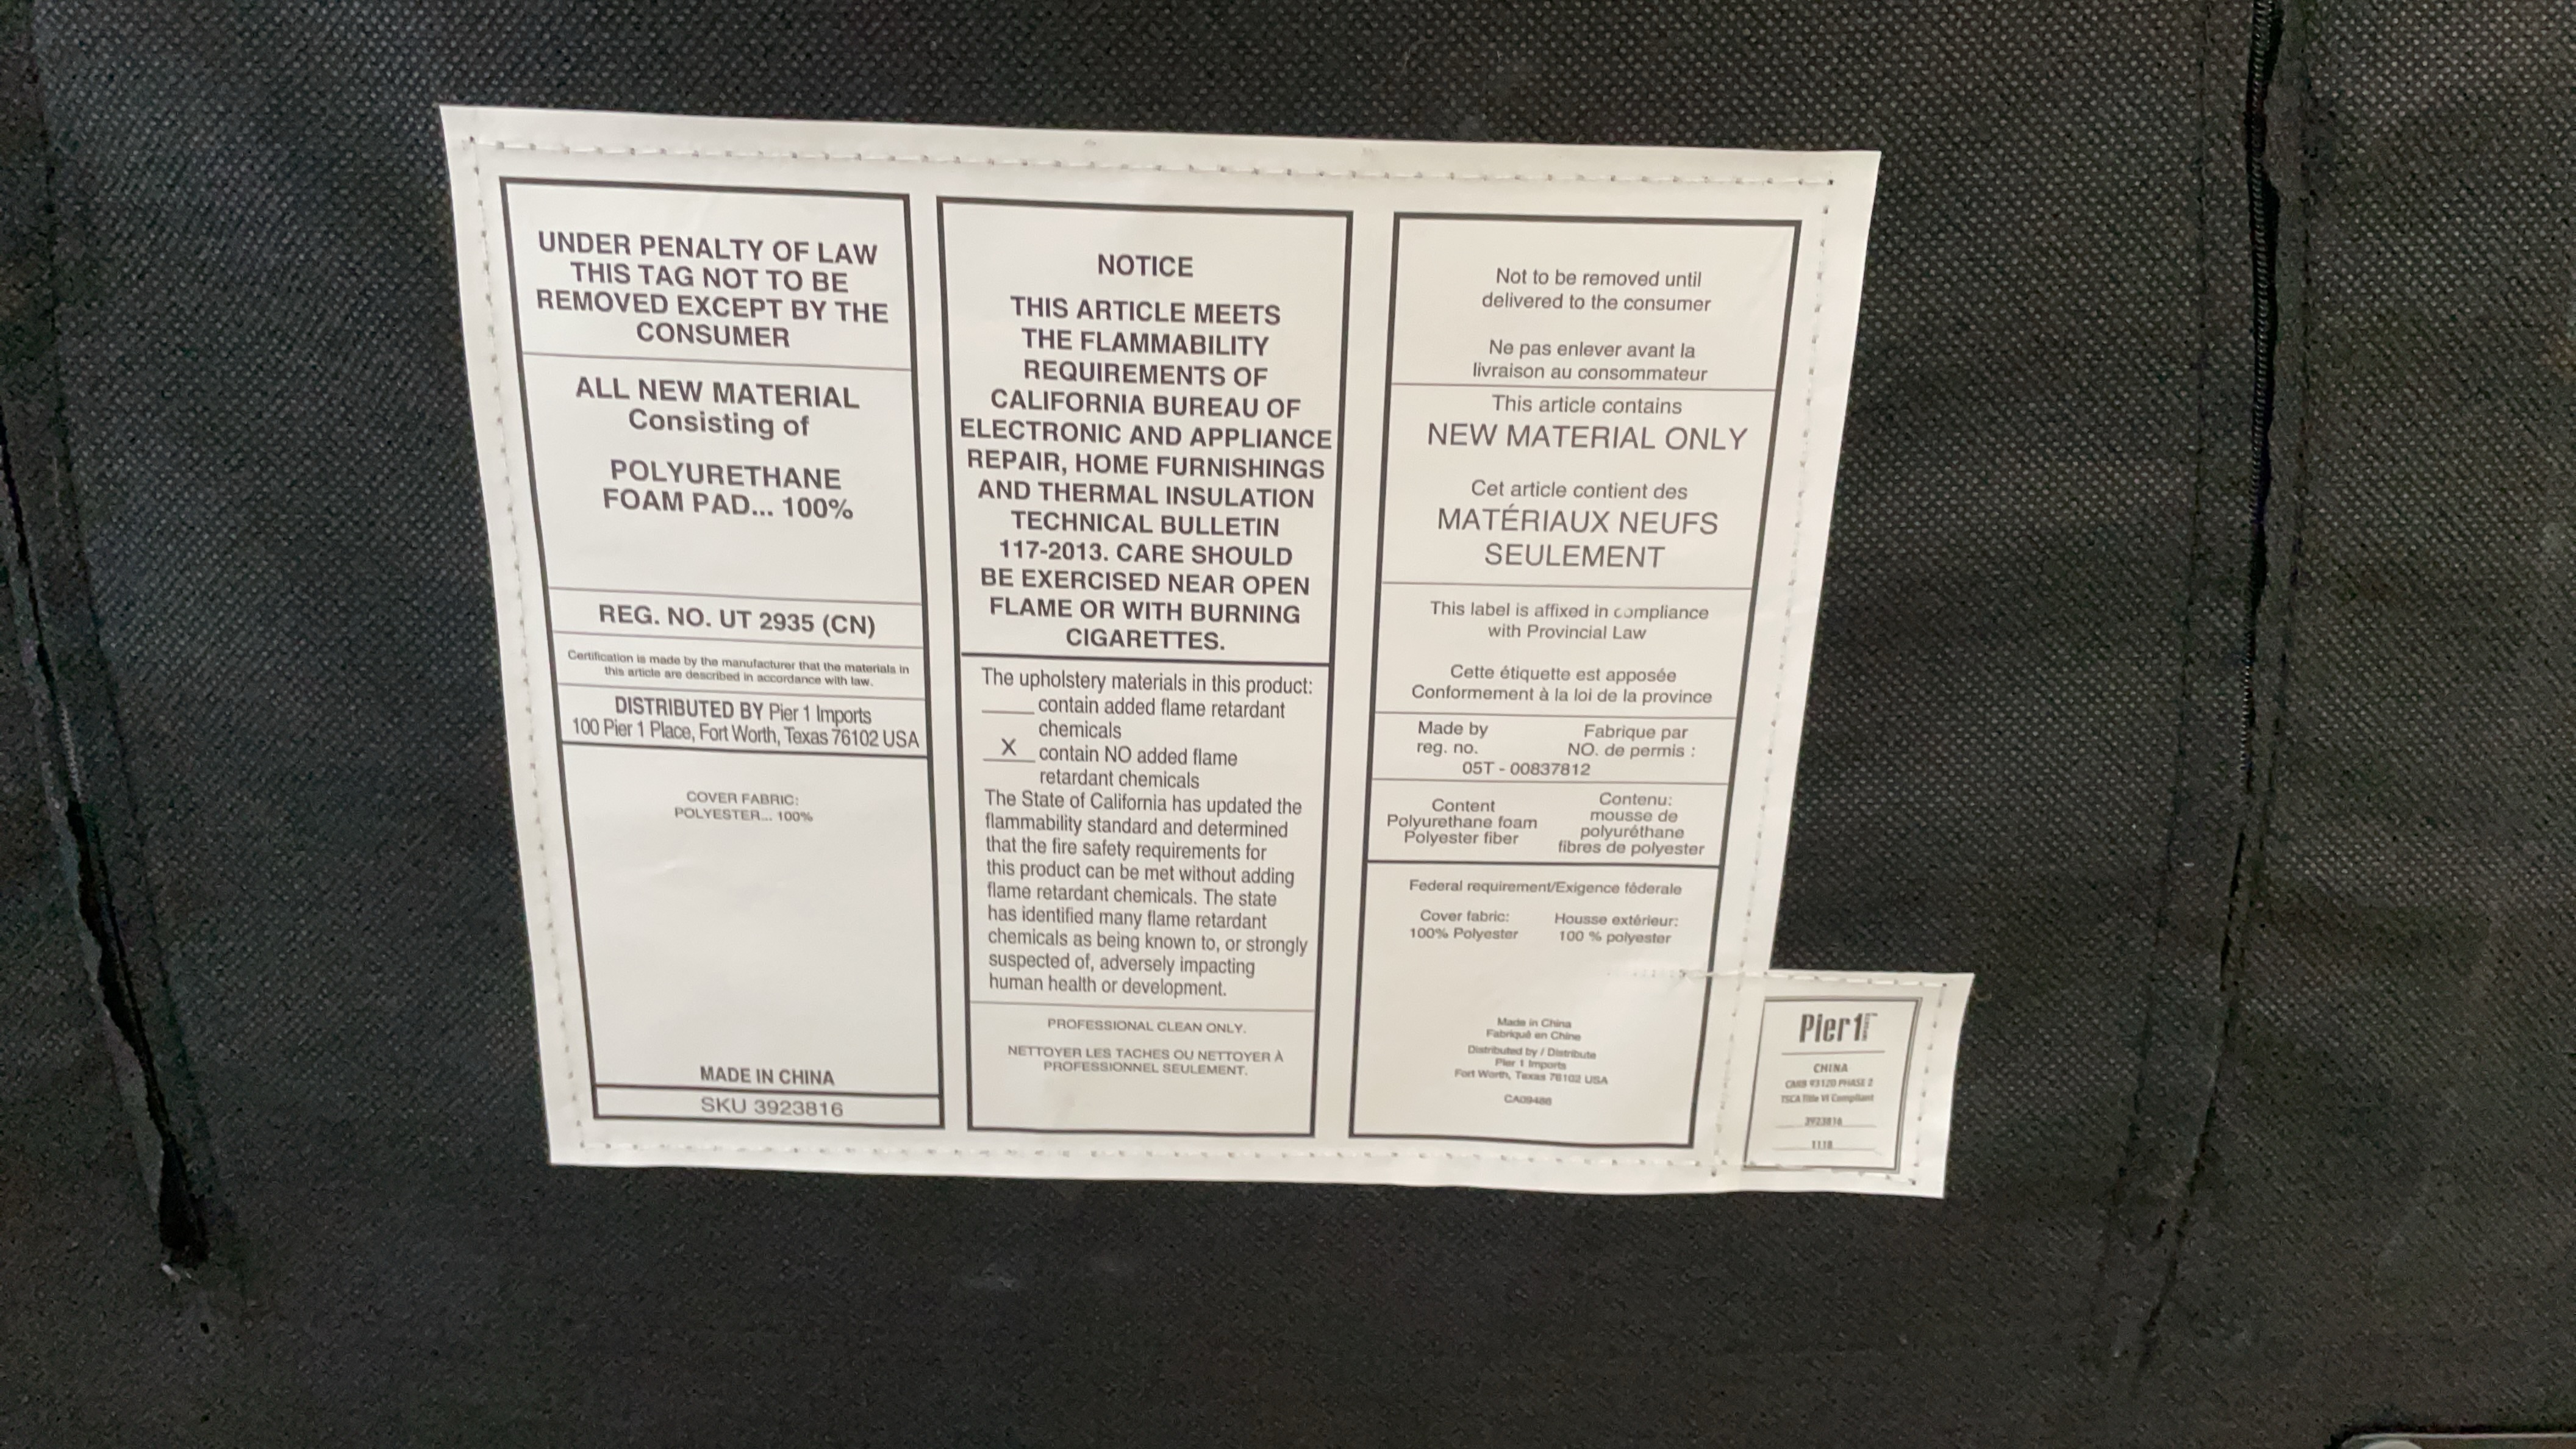 UNDER PENALTY OF LAW
THIS TAG NOT TO BE
REMOVED EXCEPT BY THE
CONSUMER
ALL NEW MATERIAL
Consisting of
POLYURETHANE
FOAM PAD... 100%
REG. NO. UT 2935 (CN)
Certification is made by the manufacturer that the materials in
this article are described in accordance with law.
DISTRIBUTED BY Pier 1 Imports
100 Pier 1 Place, Fort Worth, Texas 76102 USA
COVER FABRIC:
POLYESTER... 100%
MADE IN CHINA
SKU 3923816
NOTICE
THIS ARTICLE MEETS
THE FLAMMABILITY
REQUIREMENTS OF
CALIFORNIA BUREAU OF
ELECTRONIC AND APPLIANCE
REPAIR, HOME FURNISHINGS
AND THERMAL INSULATION
TECHNICAL BULLETIN
117-2013. CARE SHOULD
BE EXERCISED NEAR OPEN
FLAME OR WITH BURNING
CIGARETTES.
The upholstery materials in this product:
____ contain added flame retardant
chemicals
X contain NO added flame
retardant chemicals
The State of California has updated the
flammability standard and determined
that the fire safety requirements for
this product can be met without adding
flame retardant chemicals. The state
has identified many flame retardant
chemicals as being known to, or strongly
suspected of, adversely impacting
human health or development.
PROFESSIONAL CLEAN ONLY.
NETTOYER LES TACHES OU NETTOYER À
PROFESSIONNEL SEULEMENT.
Not to be removed until
delivered to the consumer
Ne pas enlever avant la
livraison au consommateur
This article contains
NEW MATERIAL ONLY
Cet article contient des
MATÉRIAUX NEUFS
SEULEMENT
This label is affixed in compliance
with Provincial Law
Cette étiquette est apposée
Conformement à la loi de la province
Made by
reg. no.
Fabrique par
NO. de permis :
05T - 00837812
Content
Polyurethane foam
Polyester fiber
Contenu:
mousse de
polyuréthane
fibres de polyester
Federal requirement/Exigence féderale
Cover fabric:
100% Polyester
Housse extérieur:
100 % polyester
Made in China
Fabriqué en Chine
Distributed by / Distribute
Pier 1 Imports
Fort Worth, Texas 76102 USA
CA09488
Pier1
CHINA
CARB 93120 PHASE 2
TSCA Title VI Compliant
3923816
1118